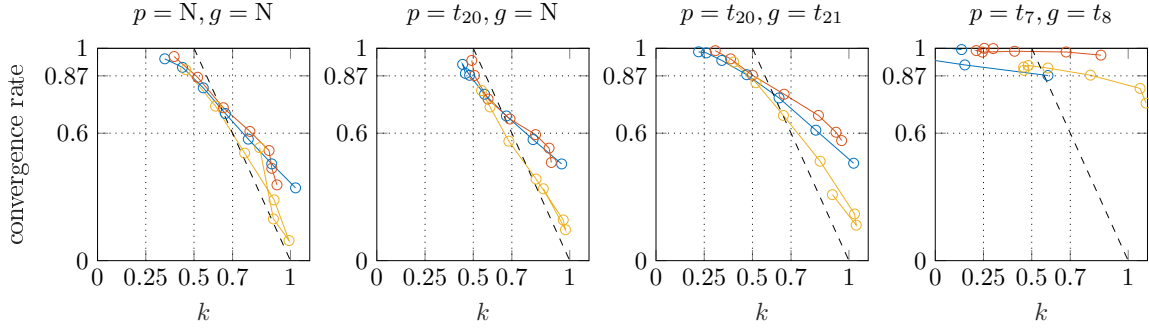 p = N, g = N
p = t₂₀, g = N
p = t₂₀, g = t₂₁
p = t₇, g = t₈
convergence rate
1
0.87
0.6
0
0 0.25 0.5 0.7 1
k
1
0.87
0.6
0
0 0.25 0.5 0.7 1
k
1
0.87
0.6
0
0 0.25 0.5 0.7 1
k
1
0.87
0.6
0
0 0.25 0.5 0.7 1
k